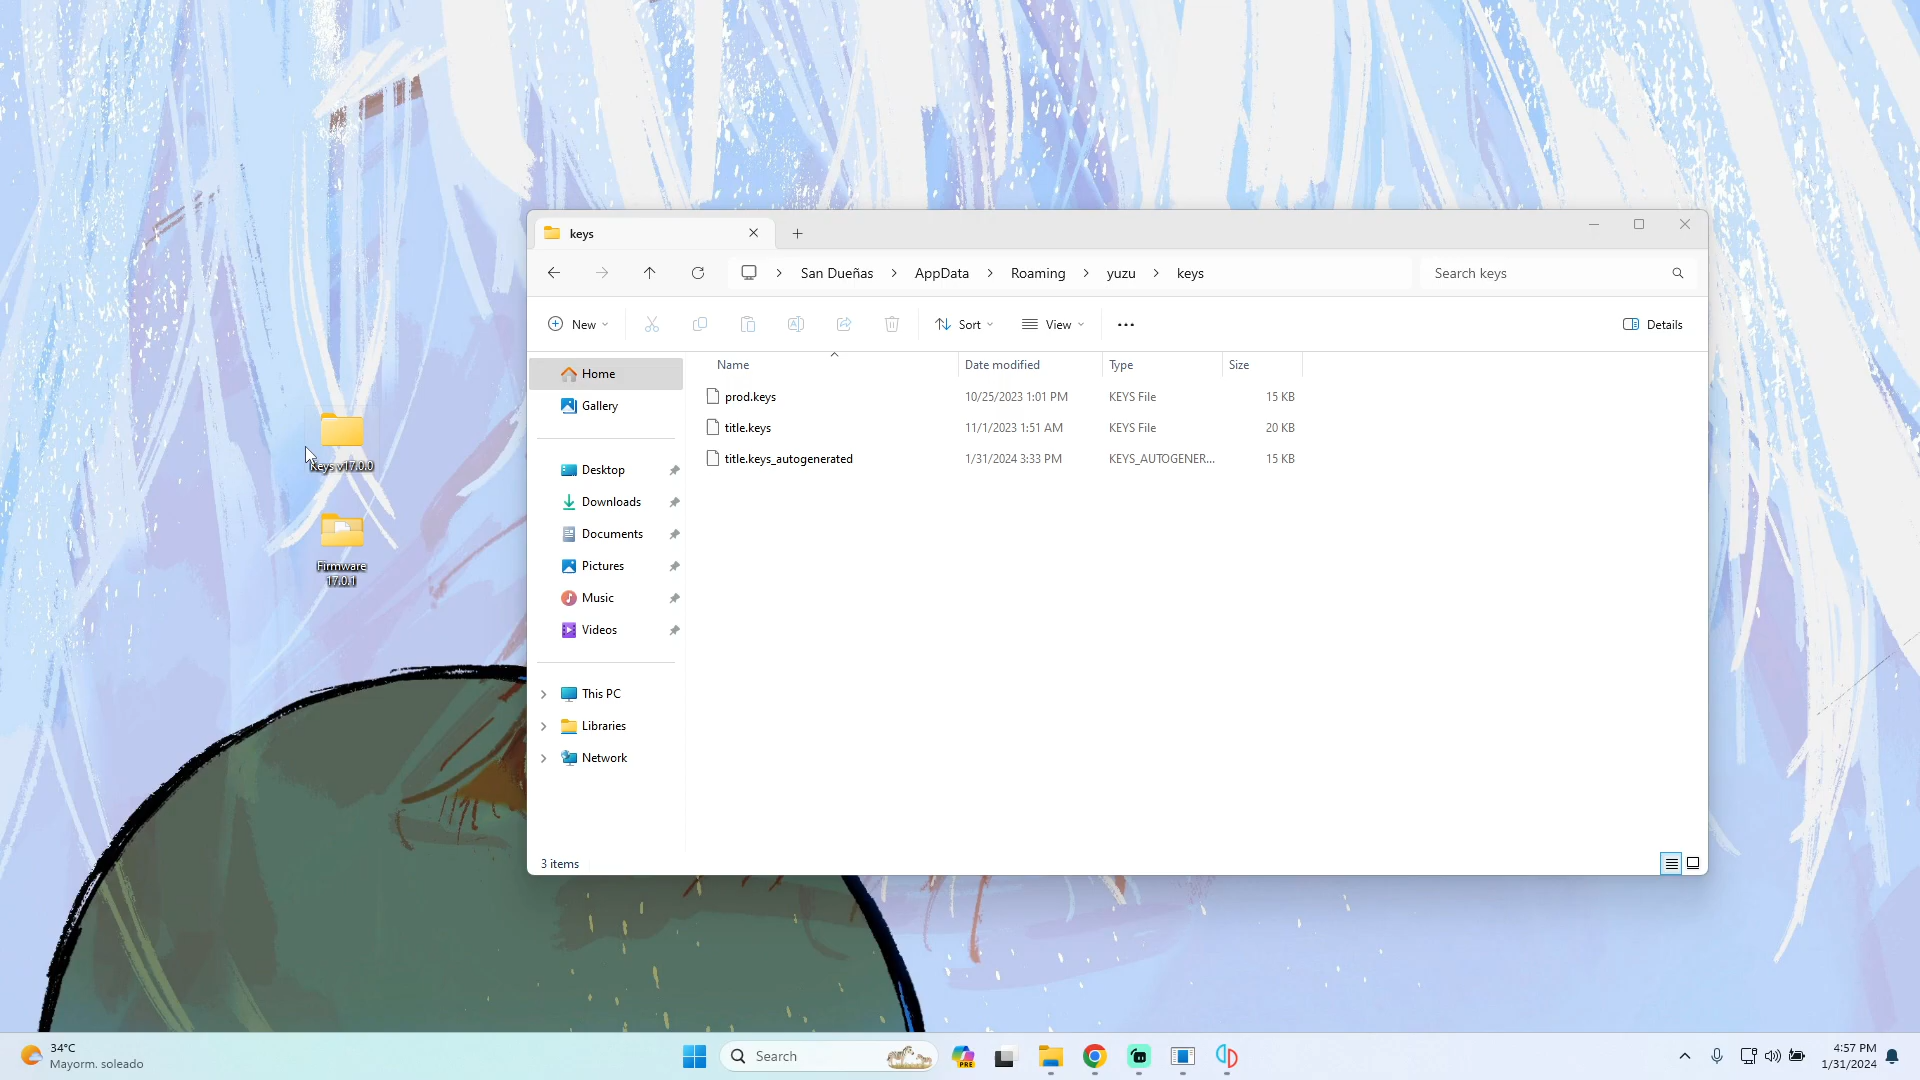 keys
San Dueñas
AppData
Roaming
yuzu
keys
Search keys
New
Sort
View
Details
Name
Date modified
Type
Size
prod.keys
10/25/2023 1:01 PM
KEYS File
15 KB
title.keys
11/1/2023 1:51 AM
KEYS File
20 KB
title.keys_autogenerated
1/31/2024 3:33 PM
KEYS_AUTOGENER...
15 KB
Home
Gallery
Desktop
Downloads
Documents
Pictures
Music
Videos
This PC
Libraries
Network
3 items
Keys v17.0.0
Firmware
17.0.1
34°C
Mayorm. soleado
Search
PRE
4:57 PM
1/31/2024